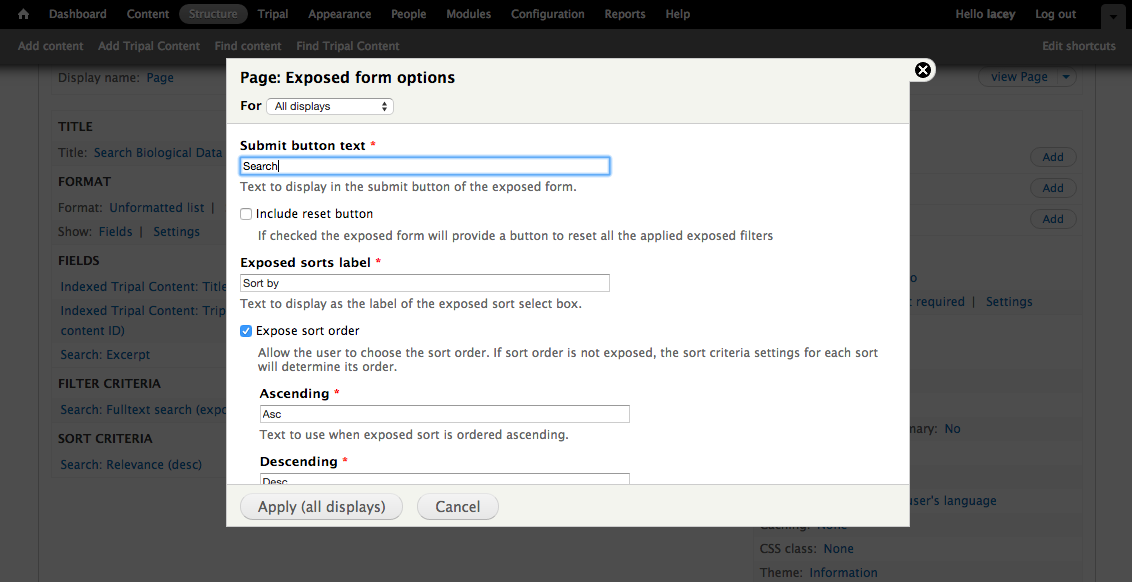 Dashboard Content Structure Tripal Appearance People Modules Configuration Reports Help Hello lacey Log out
Add content Add Tripal Content Find content Find Tripal Content Edit shortcuts
Display name: Page
view Page
TITLE
Title: Search Biological Data
FORMAT
Format: Unformatted list |
Show: Fields | Settings
FIELDS
Indexed Tripal Content: Title
Indexed Tripal Content: Trip
content ID)
Search: Excerpt
FILTER CRITERIA
Search: Fulltext search (expo
SORT CRITERIA
Search: Relevance (desc)
Page: Exposed form options
For All displays
Submit button text *
Search
Text to display in the submit button of the exposed form.
Include reset button
If checked the exposed form will provide a button to reset all the applied exposed filters
Exposed sorts label *
Sort by
Text to display as the label of the exposed sort select box.
Expose sort order
Allow the user to choose the sort order. If sort order is not exposed, the sort criteria settings for each sort
will determine its order.
Ascending *
Asc
Text to use when exposed sort is ordered ascending.
Descending *
Desc
Apply (all displays) Cancel
Add
Add
Add
o
required | Settings
mary: No
user's language
Caching: None
CSS class: None
Theme: Information